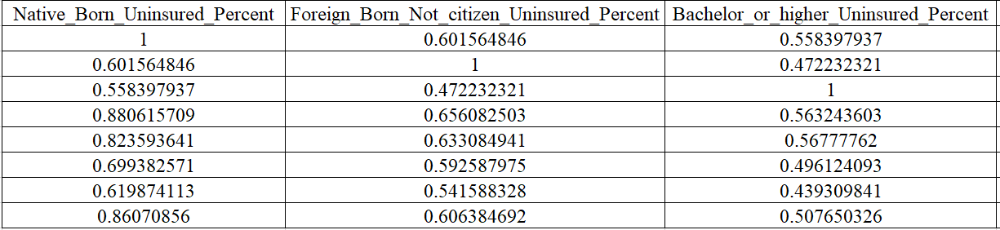 Native_Born_Uninsured_Percent Foreign_Born_Not_citizen_Uninsured_Percent Bachelor_or_higher_Uninsured_Percent
1 0.601564846 0.558397937
0.601564846 1 0.472232321
0.558397937 0.472232321 1
0.880615709 0.656082503 0.563243603
0.823593641 0.633084941 0.56777762
0.699382571 0.592587975 0.496124093
0.619874113 0.541588328 0.439309841
0.86070856 0.606384692 0.507650326